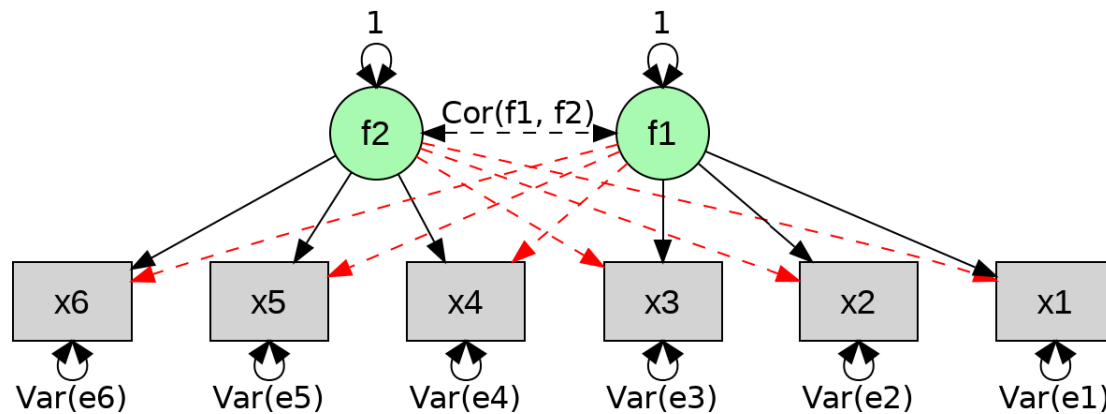 1 1
Cor(f1, f2)
f2 f1
x6 x5 x4 x3 x2 x1
Var(e6) Var(e5) Var(e4) Var(e3) Var(e2) Var(e1)